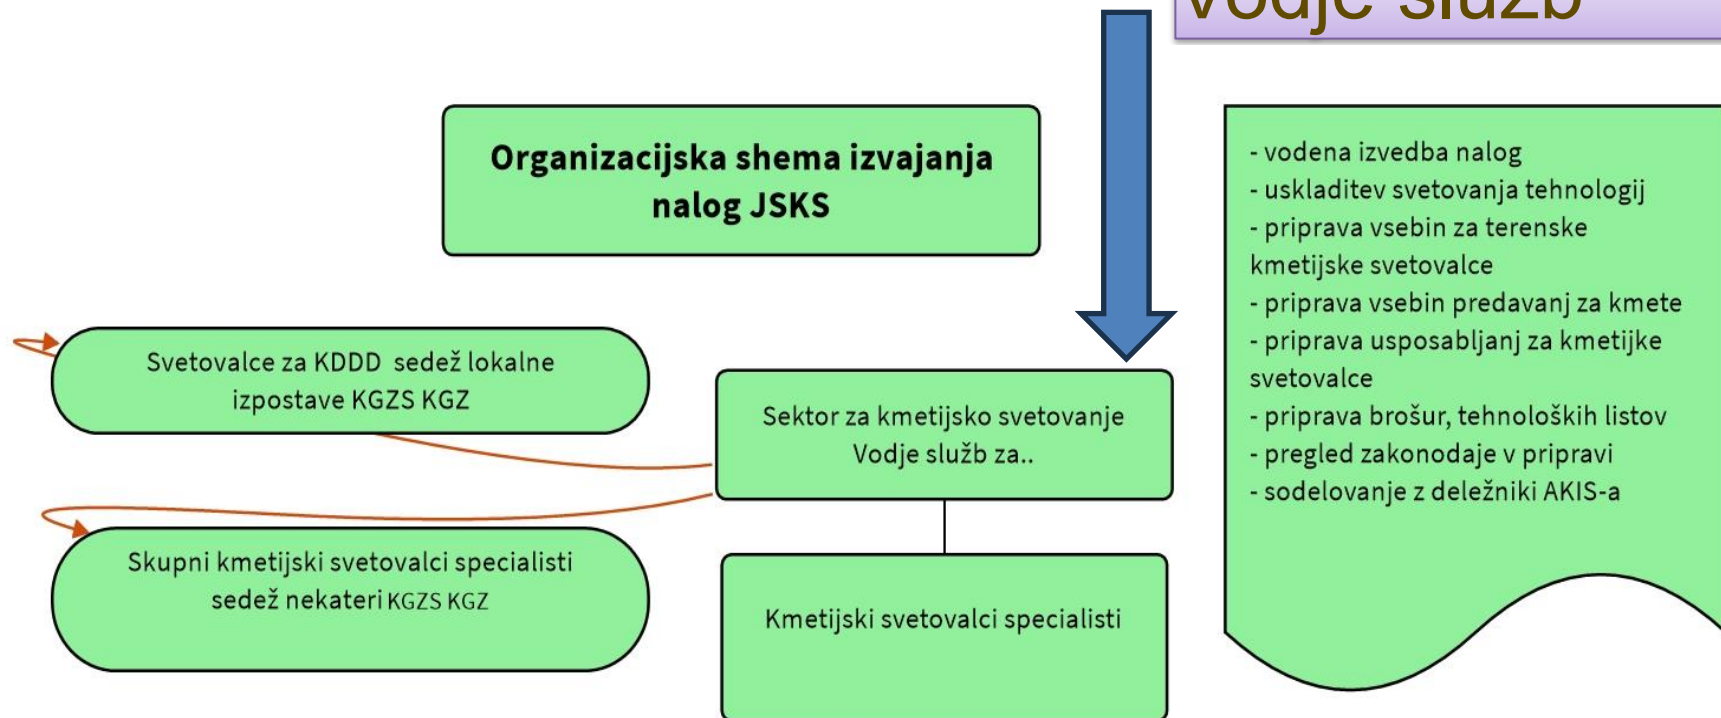 Vodje služb
Organizacijska shema izvajanja
nalog JSKS
- vodena izvedba nalog
- uskladitev svetovanja tehnologij
- priprava vsebin za terenske
kmetijske svetovalce
- priprava vsebin predavanj za kmete
- priprava usposabljanj za kmetijke
svetovalce
- priprava brošur, tehnoloških listov
- pregled zakonodaje v pripravi
- sodelovanje z deležniki AKIS-a
Svetovalce za KDDD sedež lokalne
izpostave KGZS KGZ
Sektor za kmetijsko svetovanje
Vodje služb za..
Skupni kmetijski svetovalci specialisti
sedež nekateri KGZS KGZ
Kmetijski svetovalci specialisti